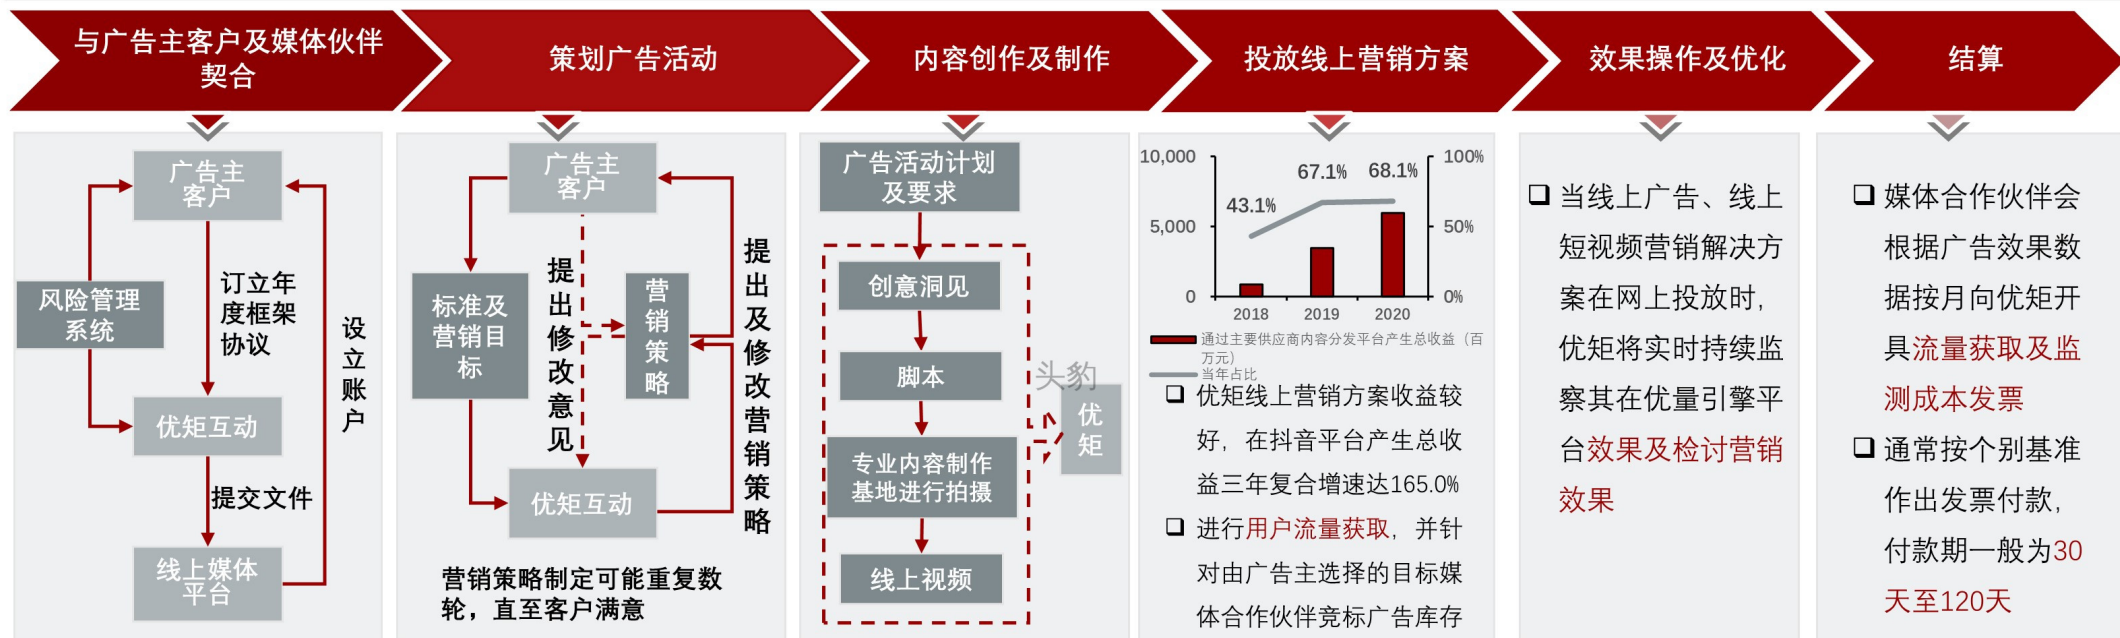 与广告主客户及媒体伙伴
契合
策划广告活动
内容创作及制作
投放线上营销方案
效果操作及优化
结算
广告主
客户
风险管理
系统
订立年
度框架
协议
设
立
账
户
优矩互动
提交文件
线上媒体
平台
广告主
客户
标准及
营销目
标
提
出
修
改
意
见
营
销
策
略
提
出
及
修
改
营
销
策
略
优矩互动
营销策略制定可能重复数
轮，直至客户满意
广告活动计划
及要求
创意洞见
脚本
专业内容制作
基地进行拍摄
线上视频
头豹
优
矩
10,000
5,000
0
100%
50%
0%
43.1%
67.1%
68.1%
2018
2019
2020
通过主要供应商内容分发平台产生总收益（百
万元）
当年占比
❑ 优矩线上营销方案收益较
好，在抖音平台产生总收
益三年复合增速达165.0%
❑ 进行用户流量获取，并针
对由广告主选择的目标媒
体合作伙伴竞标广告库存
❑ 当线上广告、线上
短视频营销解决方
案在网上投放时，
优矩将实时持续监
察其在优量引擎平
台效果及检讨营销
效果
❑ 媒体合作伙伴会
根据广告效果数
据按月向优矩开
具流量获取及监
测成本发票
❑ 通常按个别基准
作出发票付款，
付款期一般为30
天至120天